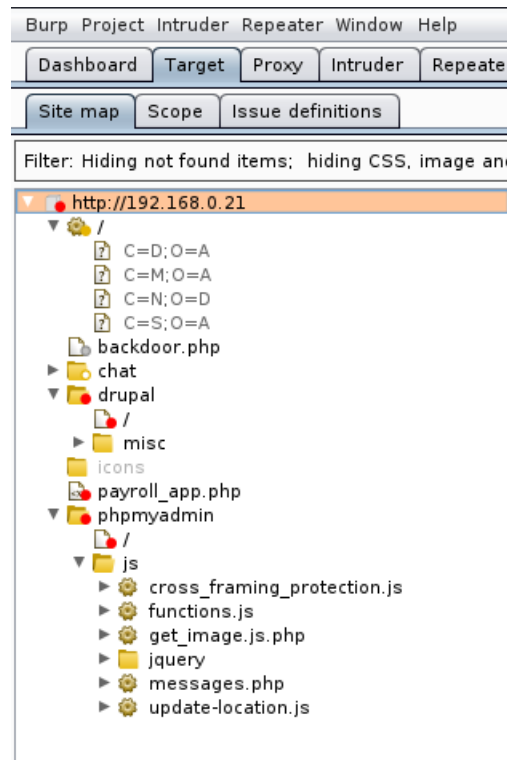 Burp Project Intruder Repeater Window Help
Dashboard Target Proxy Intruder Repeate
Site map Scope Issue definitions
Filter: Hiding not found items; hiding CSS, image an
http://192.168.0.21
/
C=D;O=A
C=M;O=A
C=N;O=D
C=S;O=A
backdoor.php
chat
drupal
/
misc
icons
payroll_app.php
phpmyadmin
/
js
cross_framing_protection.js
functions.js
get_image.js.php
jquery
messages.php
update-location.js